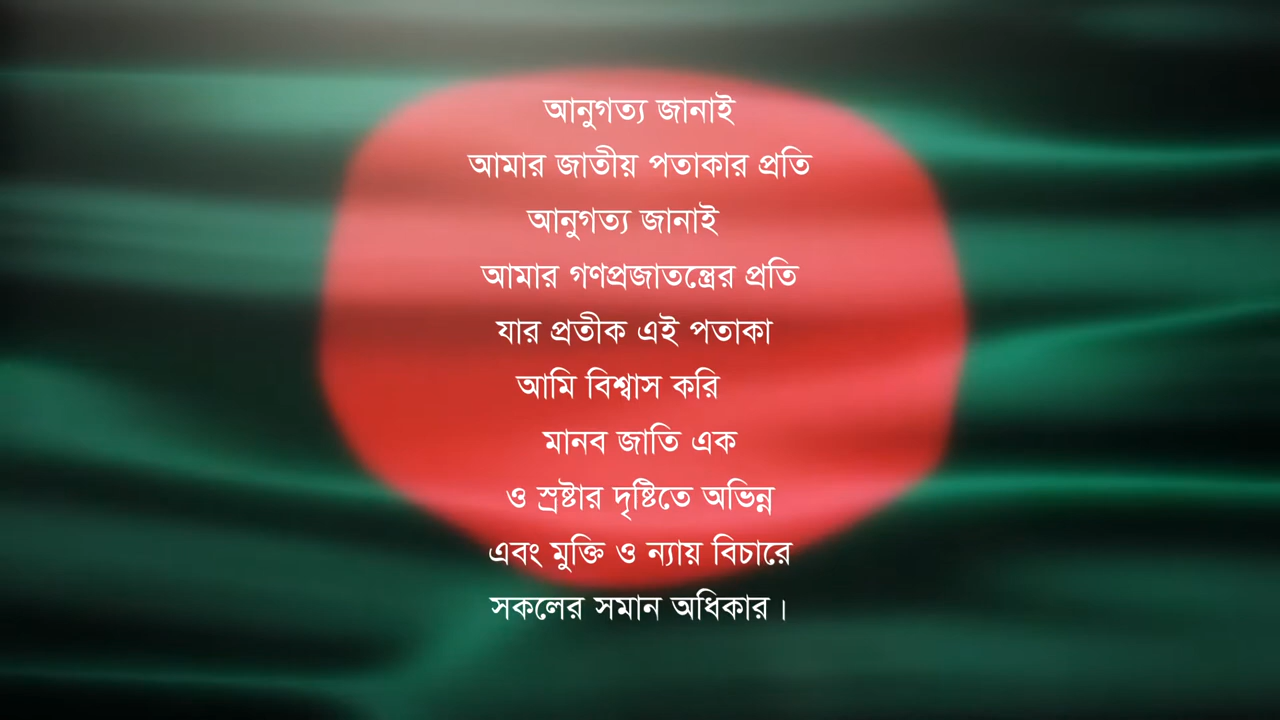 আনুগত্য জানাই
আমার জাতীয় পতাকার প্রতি
আনুগত্য জানাই
আমার গণপ্রজাতন্ত্রের প্রতি
যার প্রতীক এই পতাকা
আমি বিশ্বাস করি
মানব জাতি এক
ও স্রষ্টার দৃষ্টিতে অভিন্ন
এবং মুক্তি ও ন্যায় বিচারে
সকলের সমান অধিকার।